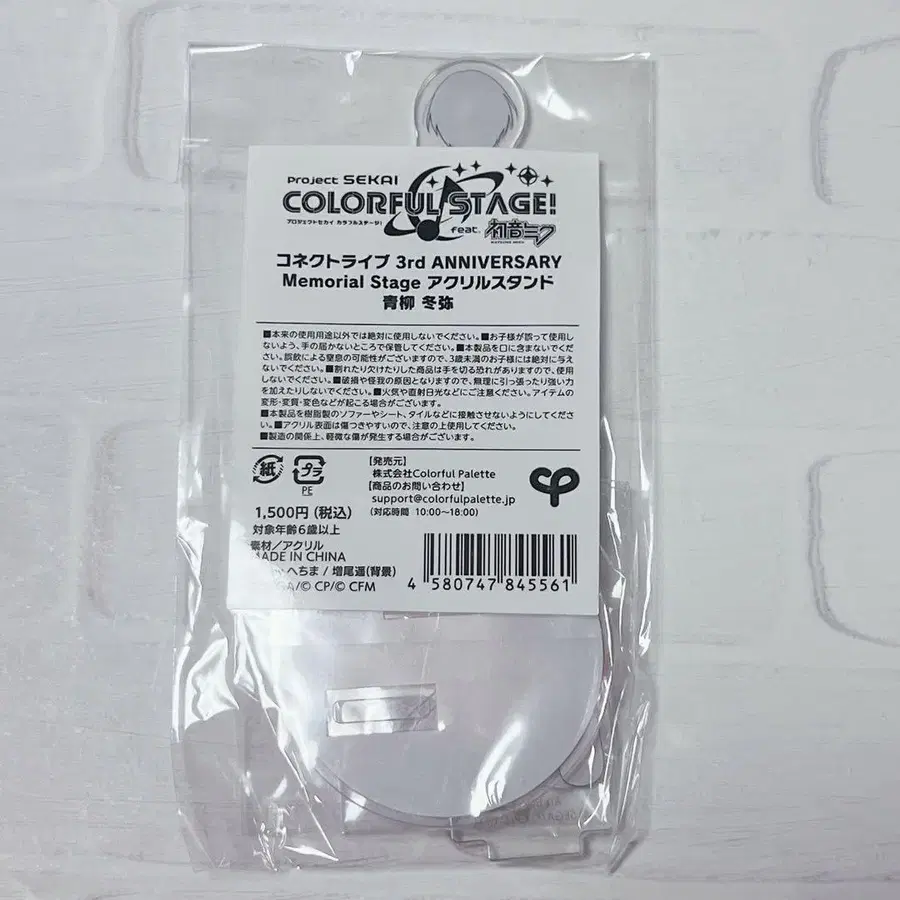 Project SEKAI
COLORFUL STAGE!
プロジェクトセカイ カラフルステージ!
feat. 初音ミク
HATSUNE MIKU
コネクトライブ 3rd ANNIVERSARY
Memorial Stage アクリルスタンド
青柳 冬弥
■本来の使用用途以外では絶対に使用しないでください。■お子様が誤って使用し
ないよう、手の届かないところで保管してください。■本製品を口に含まないでくだ
さい。誤飲による窒息の可能性がございますので、3歳未満のお子様には絶対に与え
ないでください。■割れたり欠けたりした商品は手を切る恐れがありますので、使用
しないでください。■破損や怪我の原因となりますので、無理に引っ張ったり強い力
を加えたりしないでください。■火気や直射日光などにご注意ください。アイテムの
変形・変質・変色などが起こる場合がございます。
■本製品を樹脂製のソファーやシート、タイルなどに接触させないようにしてくださ
い。■アクリル表面は傷つきやすいので、注意の上使用してください。
■製造の関係上、軽微な傷が発生する場合がございます。
紙
プラ
PE
【発売元】
株式会社Colorful Palette
【商品のお問い合わせ】
support@colorfulpalette.jp
(対応時間 10:00~18:00)
1,500円(税込)
対象年齢6歳以上
素材/アクリル
MADE IN CHINA
へちま / 増尾遥(背景)
A/© CP/© CFM
4 580747 845561